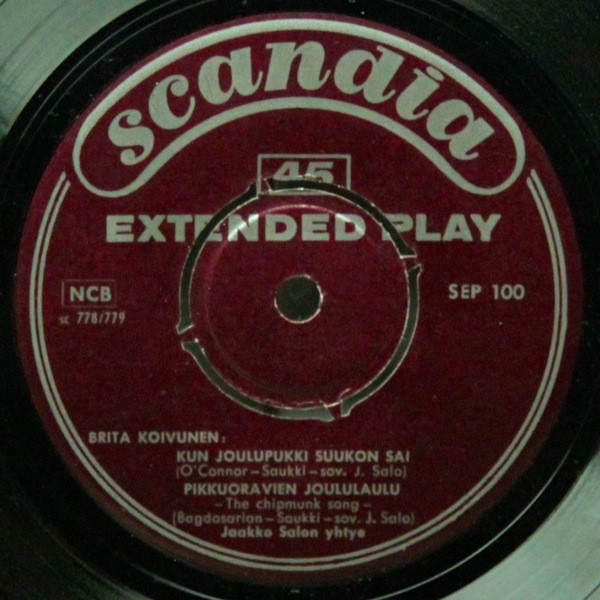 scandia
45
EXTENDED PLAY
NCB
SEP 100
sc 778/779
BRITA KOIVUNEN:
KUN JOULUPUKKI SUUKON SAI
(O'Connor – Saukki – sov. J. Salo)
PIKKUORAVIEN JOULULAULU
– The chipmunk song –
(Bagdasarian – Saukki – sov. J. Salo)
Jaakko Salon yhtye